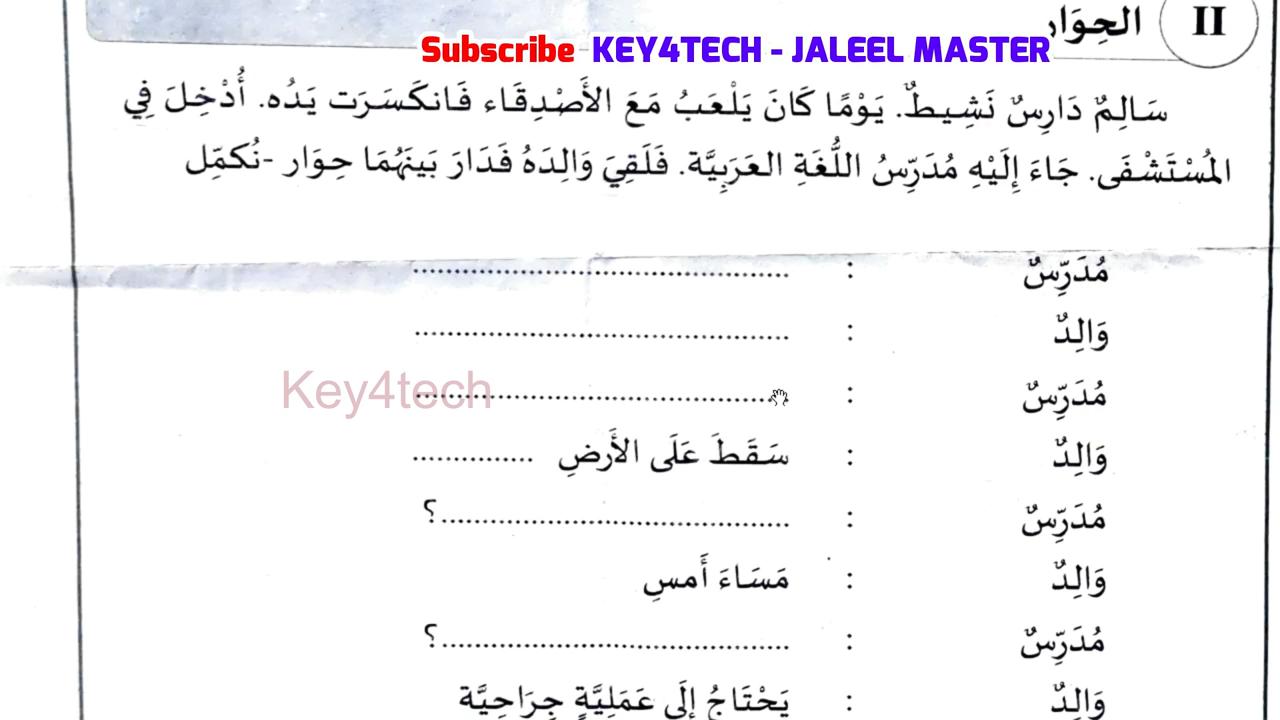 II الحِوَار
Subscribe KEY4TECH - JALEEL MASTER
سَالِمٌ دَارِسٌ نَشِيطٌ. يَوْمًا كَانَ يَلْعَبُ مَعَ الأَصْدِقَاء فَانكَسَرَت يَدُه. أُدْخِلَ فِي
المُسْتَشْفَى. جَاءَ إِلَيْهِ مُدَرِّسُ اللُّغَةِ العَرَبِيَّة. فَلَقِيَ وَالِدَهُ فَدَارَ بَينَهُمَا حِوَار -نُكمّل
مُدَرِّسٌ : ..............................................
وَالِدٌ : ..............................................
مُدَرِّسٌ : ..............................................
Key4tech
وَالِدٌ : سَقَطَ عَلَى الأَرضِ ...............
مُدَرِّسٌ : ...........................................؟
وَالِدٌ : مَسَاءَ أَمسِ
مُدَرِّسٌ : ...........................................؟
وَالِدٌ : يَحْتَاجُ إِلَى عَمَلِيَّةٍ جِرَاحِيَّة